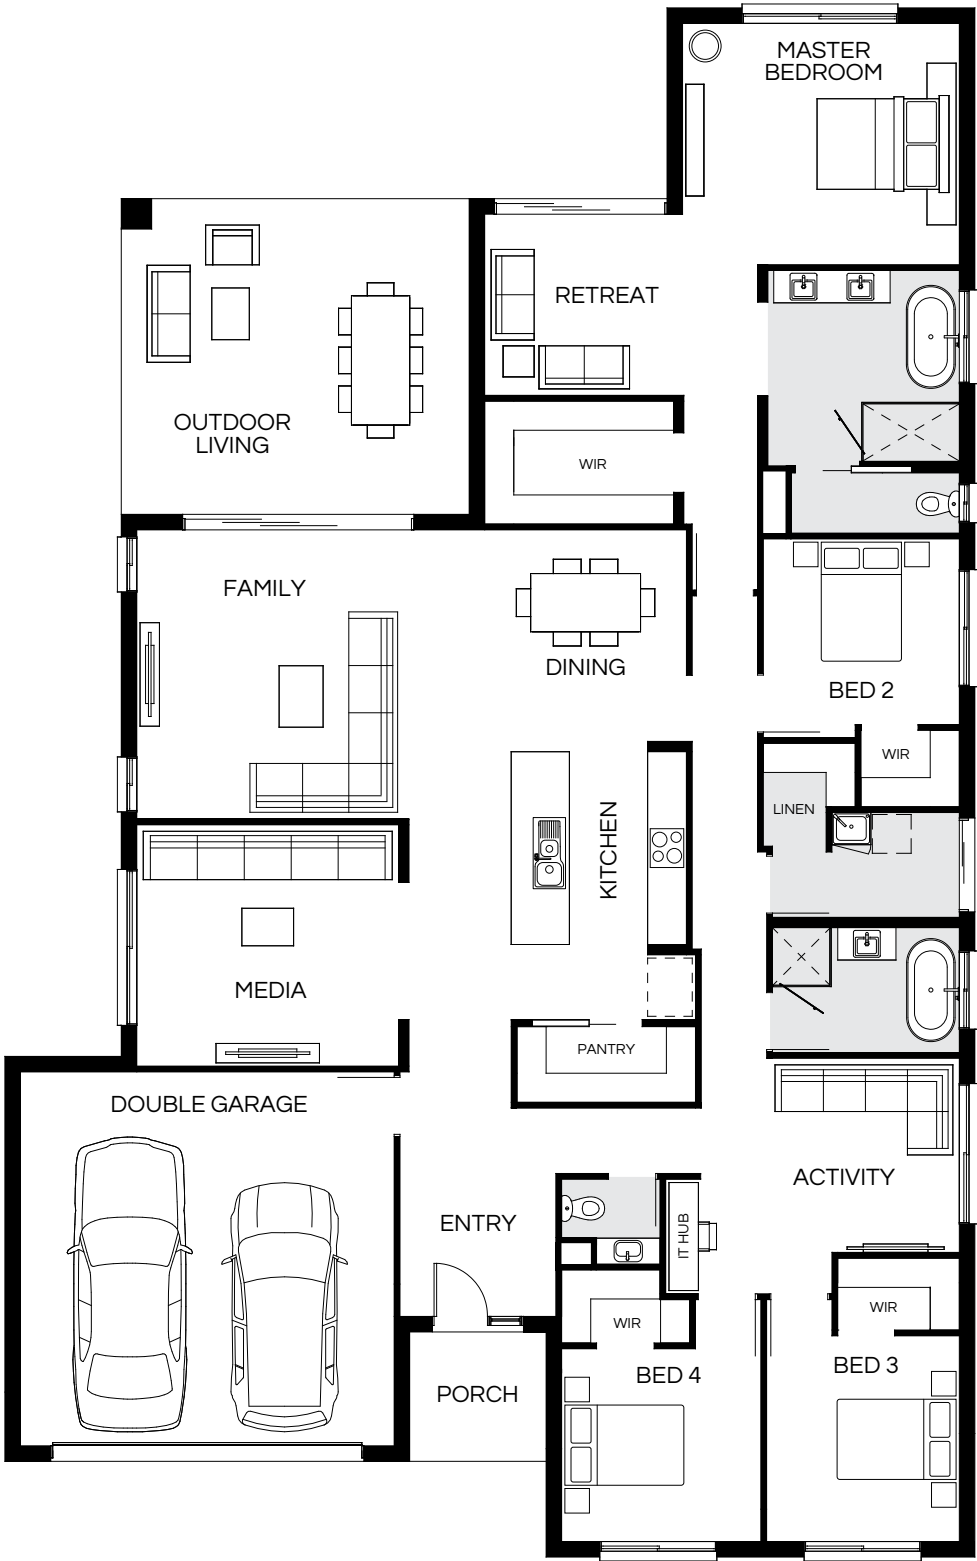 MASTER
BEDROOM
RETREAT
OUTDOOR
LIVING
WIR
FAMILY
DINING
BED 2
WIR
LINEN
KITCHEN
MEDIA
PANTRY
DOUBLE GARAGE
ACTIVITY
ENTRY
IT HUB
WIR
WIR
BED 3
BED 4
PORCH